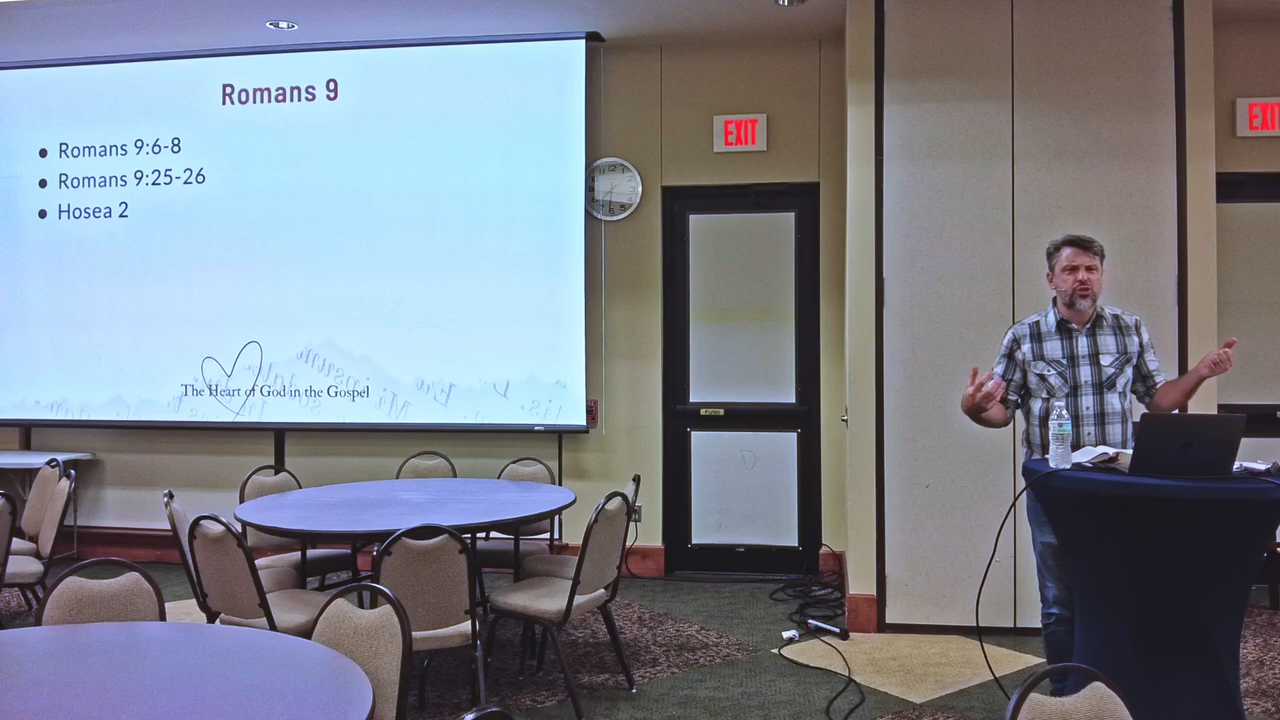 Romans 9
Romans 9:6-8
Romans 9:25-26
Hosea 2
The Heart of God in the Gospel
EXIT
EXIT
PUSH